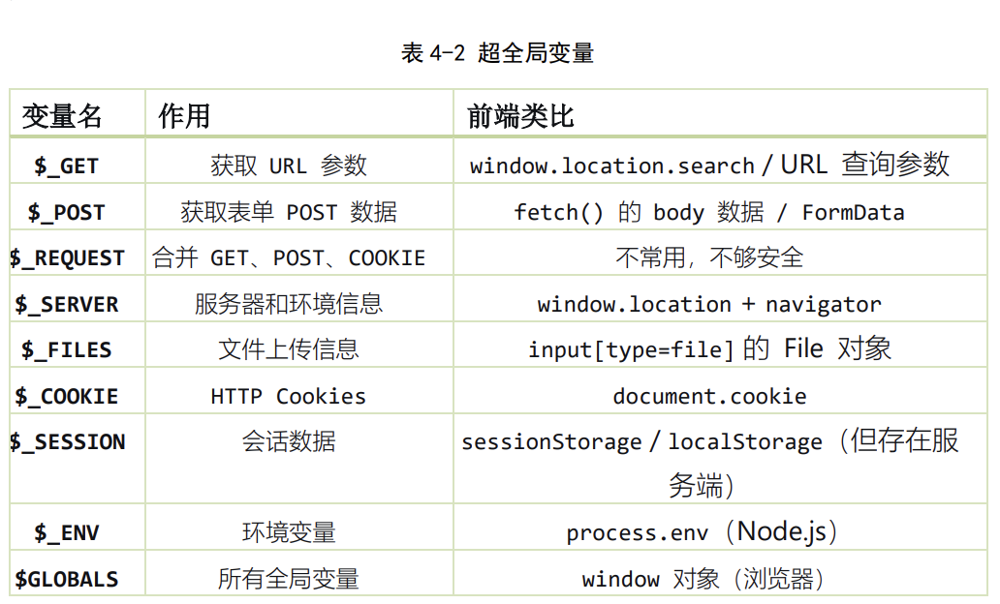 表 4-2 超全局变量
变量名 作用 前端类比
$_GET 获取 URL 参数 window.location.search / URL 查询参数
$_POST 获取表单 POST 数据 fetch() 的 body 数据 / FormData
$_REQUEST 合并 GET、POST、COOKIE 不常用，不够安全
$_SERVER 服务器和环境信息 window.location + navigator
$_FILES 文件上传信息 input[type=file] 的 File 对象
$_COOKIE HTTP Cookies document.cookie
$_SESSION 会话数据 sessionStorage / localStorage（但存在服
务端）
$_ENV 环境变量 process.env（Node.js）
$GLOBALS 所有全局变量 window 对象（浏览器）